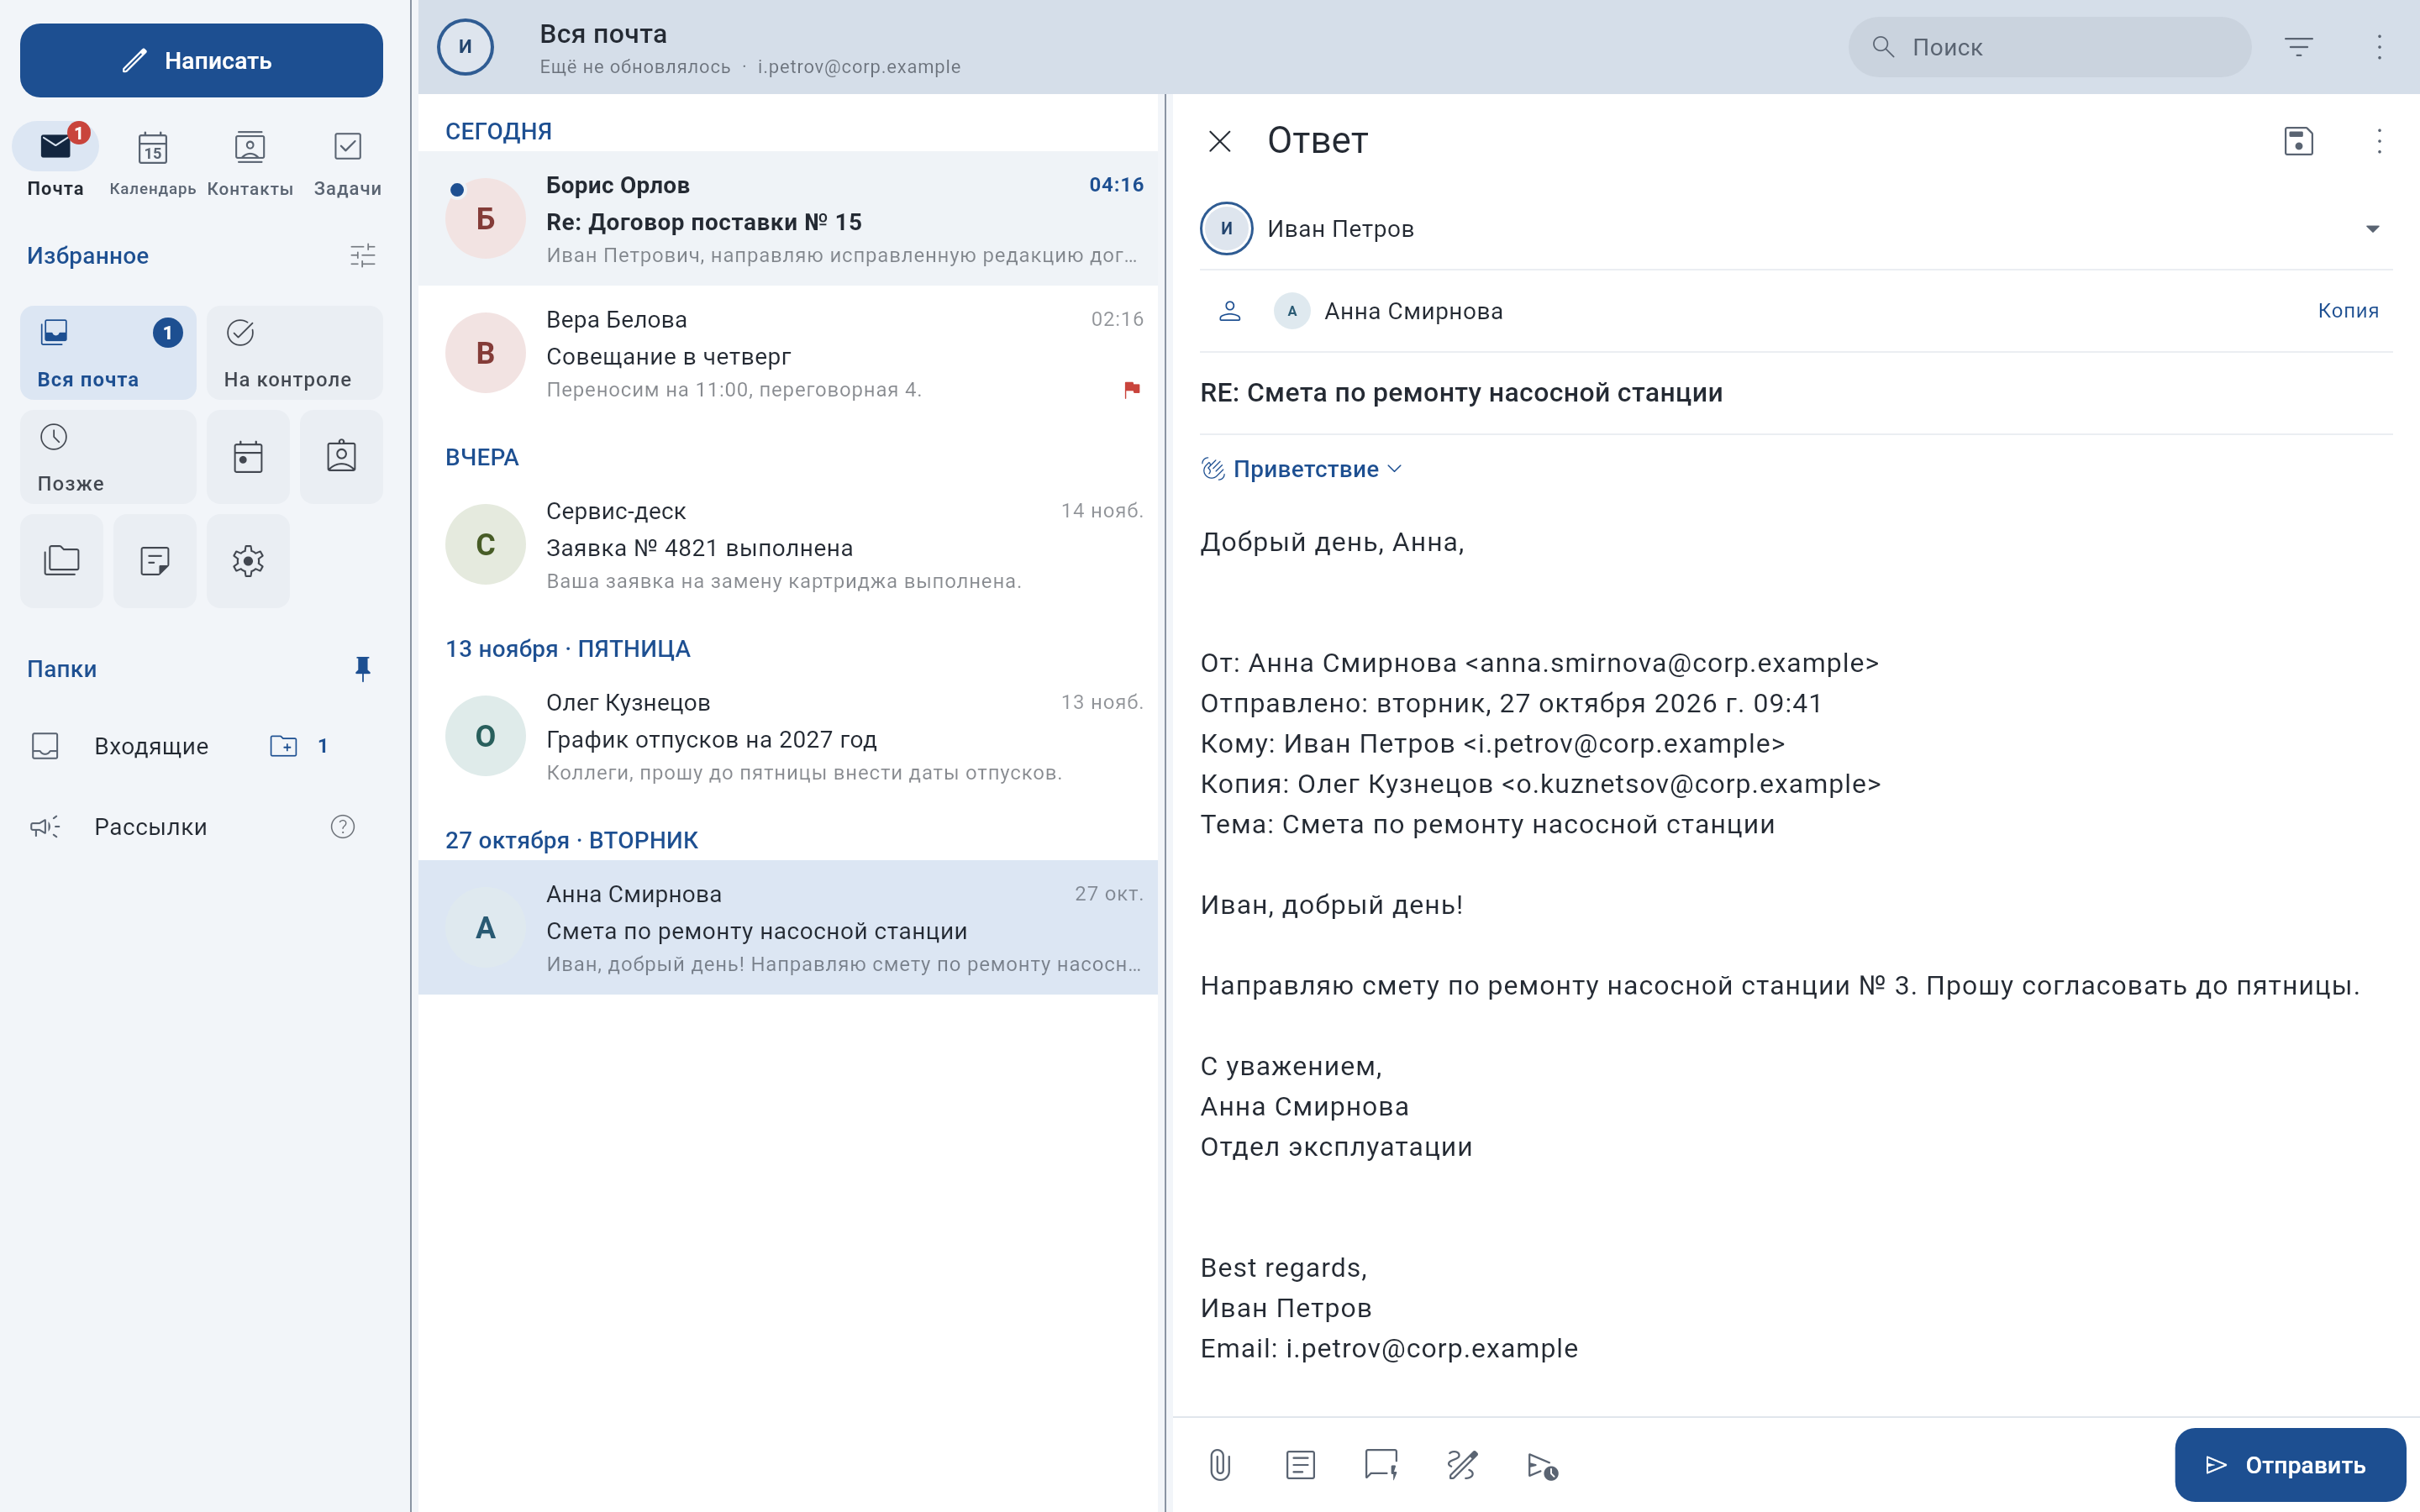 Написать
1
Почта
15
Календарь
Контакты
Задачи
Избранное
1
Вся почта
На контроле
Позже
Папки
Входящие
1
Рассылки
?
И
Вся почта
Ещё не обновлялось · i.petrov@corp.example
Поиск
СЕГОДНЯ
Б
Борис Орлов
04:16
Re: Договор поставки № 15
Иван Петрович, направляю исправленную редакцию дог…
В
Вера Белова
02:16
Совещание в четверг
Переносим на 11:00, переговорная 4.
ВЧЕРА
С
Сервис-деск
14 нояб.
Заявка № 4821 выполнена
Ваша заявка на замену картриджа выполнена.
13 ноября · ПЯТНИЦА
О
Олег Кузнецов
13 нояб.
График отпусков на 2027 год
Коллеги, прошу до пятницы внести даты отпусков.
27 октября · ВТОРНИК
А
Анна Смирнова
27 окт.
Смета по ремонту насосной станции
Иван, добрый день! Направляю смету по ремонту насосн…
Ответ
И
Иван Петров
А
Анна Смирнова
Копия
RE: Смета по ремонту насосной станции
Приветствие
Добрый день, Анна,
От: Анна Смирнова <anna.smirnova@corp.example>
Отправлено: вторник, 27 октября 2026 г. 09:41
Кому: Иван Петров <i.petrov@corp.example>
Копия: Олег Кузнецов <o.kuznetsov@corp.example>
Тема: Смета по ремонту насосной станции
Иван, добрый день!
Направляю смету по ремонту насосной станции № 3. Прошу согласовать до пятницы.
С уважением,
Анна Смирнова
Отдел эксплуатации
Best regards,
Иван Петров
Email: i.petrov@corp.example
Отправить